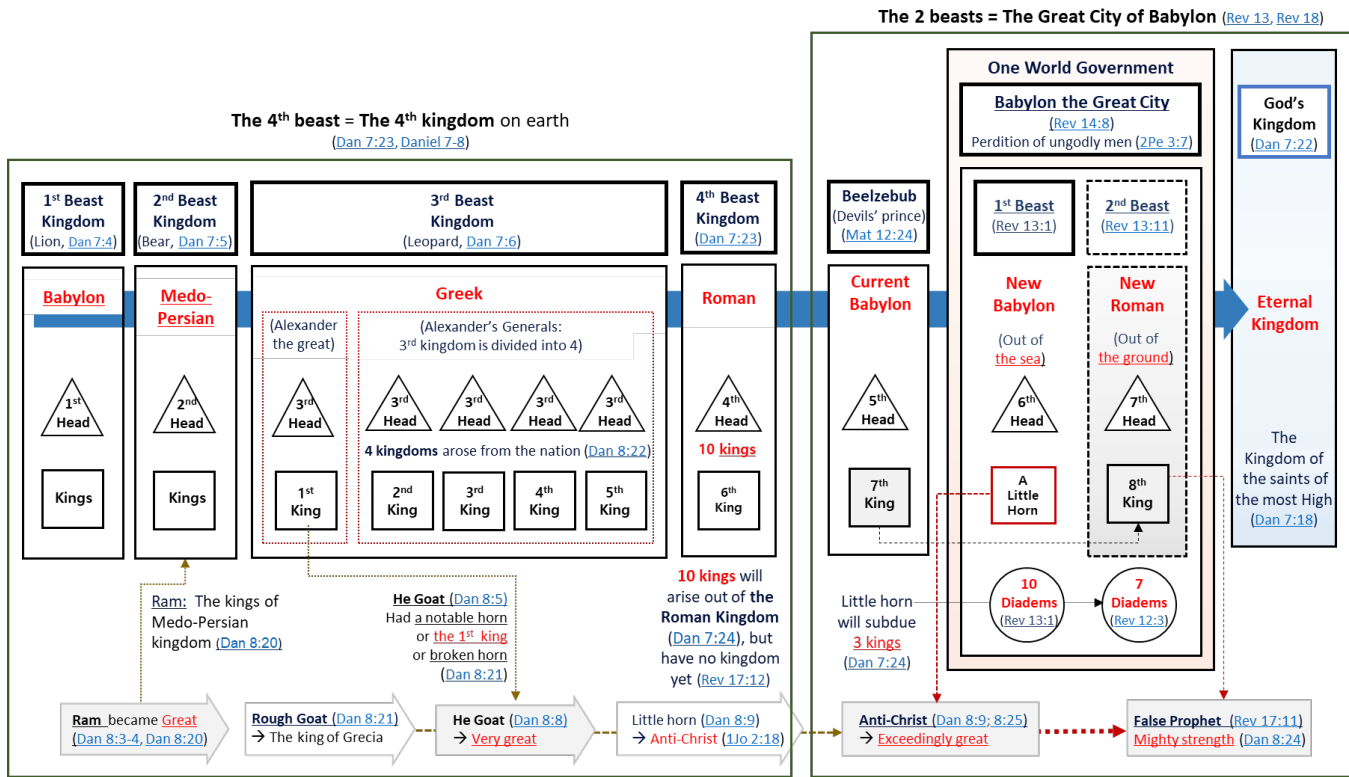 The 2 beasts = The Great City of Babylon (Rev 13, Rev 18)
The 4th beast = The 4th kingdom on earth
(Dan 7:23, Daniel 7-8)
1st Beast
Kingdom
(Lion, Dan 7:4)
2nd Beast
Kingdom
(Bear, Dan 7:5)
3rd Beast
Kingdom
(Leopard, Dan 7:6)
4th Beast
Kingdom
(Dan 7:23)
Babylon
Medo-
Persian
Greek
Roman
(Alexander
the great)
(Alexander's Generals:
3rd kingdom is divided into 4)
1st
Head
2nd
Head
3rd
Head
3rd
Head
3rd
Head
3rd
Head
3rd
Head
4th
Head
4 kingdoms arose from the nation (Dan 8:22)
10 kings
Kings
Kings
1st
King
2nd
King
3rd
King
4th
King
5th
King
6th
King
Ram: The kings of
Medo-Persian
kingdom (Dan 8:20)
He Goat (Dan 8:5)
Had a notable horn
or the 1st king
or broken horn
(Dan 8:21)
10 kings will
arise out of the
Roman Kingdom
(Dan 7:24), but
have no kingdom
yet (Rev 17:12)
One World Government
Babylon the Great City
(Rev 14:8)
Perdition of ungodly men (2Pe 3:7)
God's
Kingdom
(Dan 7:22)
Beelzebub
(Devils' prince)
(Mat 12:24)
1st Beast
(Rev 13:1)
2nd Beast
(Rev 13:11)
Current
Babylon
New
Babylon
New
Roman
Eternal
Kingdom
(Out of
the sea)
(Out of
the ground)
5th
Head
6th
Head
7th
Head
7th
King
A
Little
Horn
8th
King
The
Kingdom of
the saints of
the most High
(Dan 7:18)
Little horn
will subdue
3 kings
(Dan 7:24)
10
Diadems
(Rev 13:1)
7
Diadems
(Rev 12:3)
Ram became Great
(Dan 8:3-4, Dan 8:20)
Rough Goat (Dan 8:21)
→ The king of Grecia
He Goat (Dan 8:8)
→ Very great
Little horn (Dan 8:9)
→ Anti-Christ (1Jo 2:18)
Anti-Christ (Dan 8:9; 8:25)
→ Exceedingly great
False Prophet (Rev 17:11)
Mighty strength (Dan 8:24)